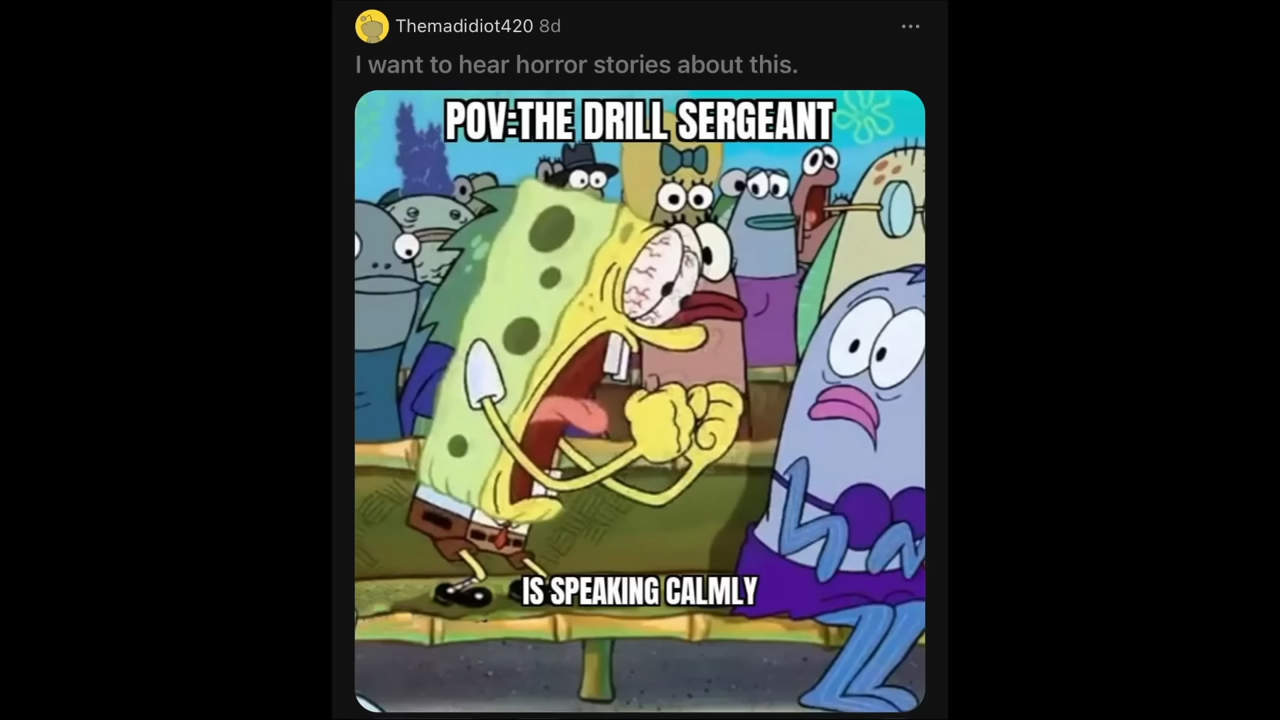 Themadidiot420 8d
I want to hear horror stories about this.
POV:THE DRILL SERGEANT
IS SPEAKING CALMLY